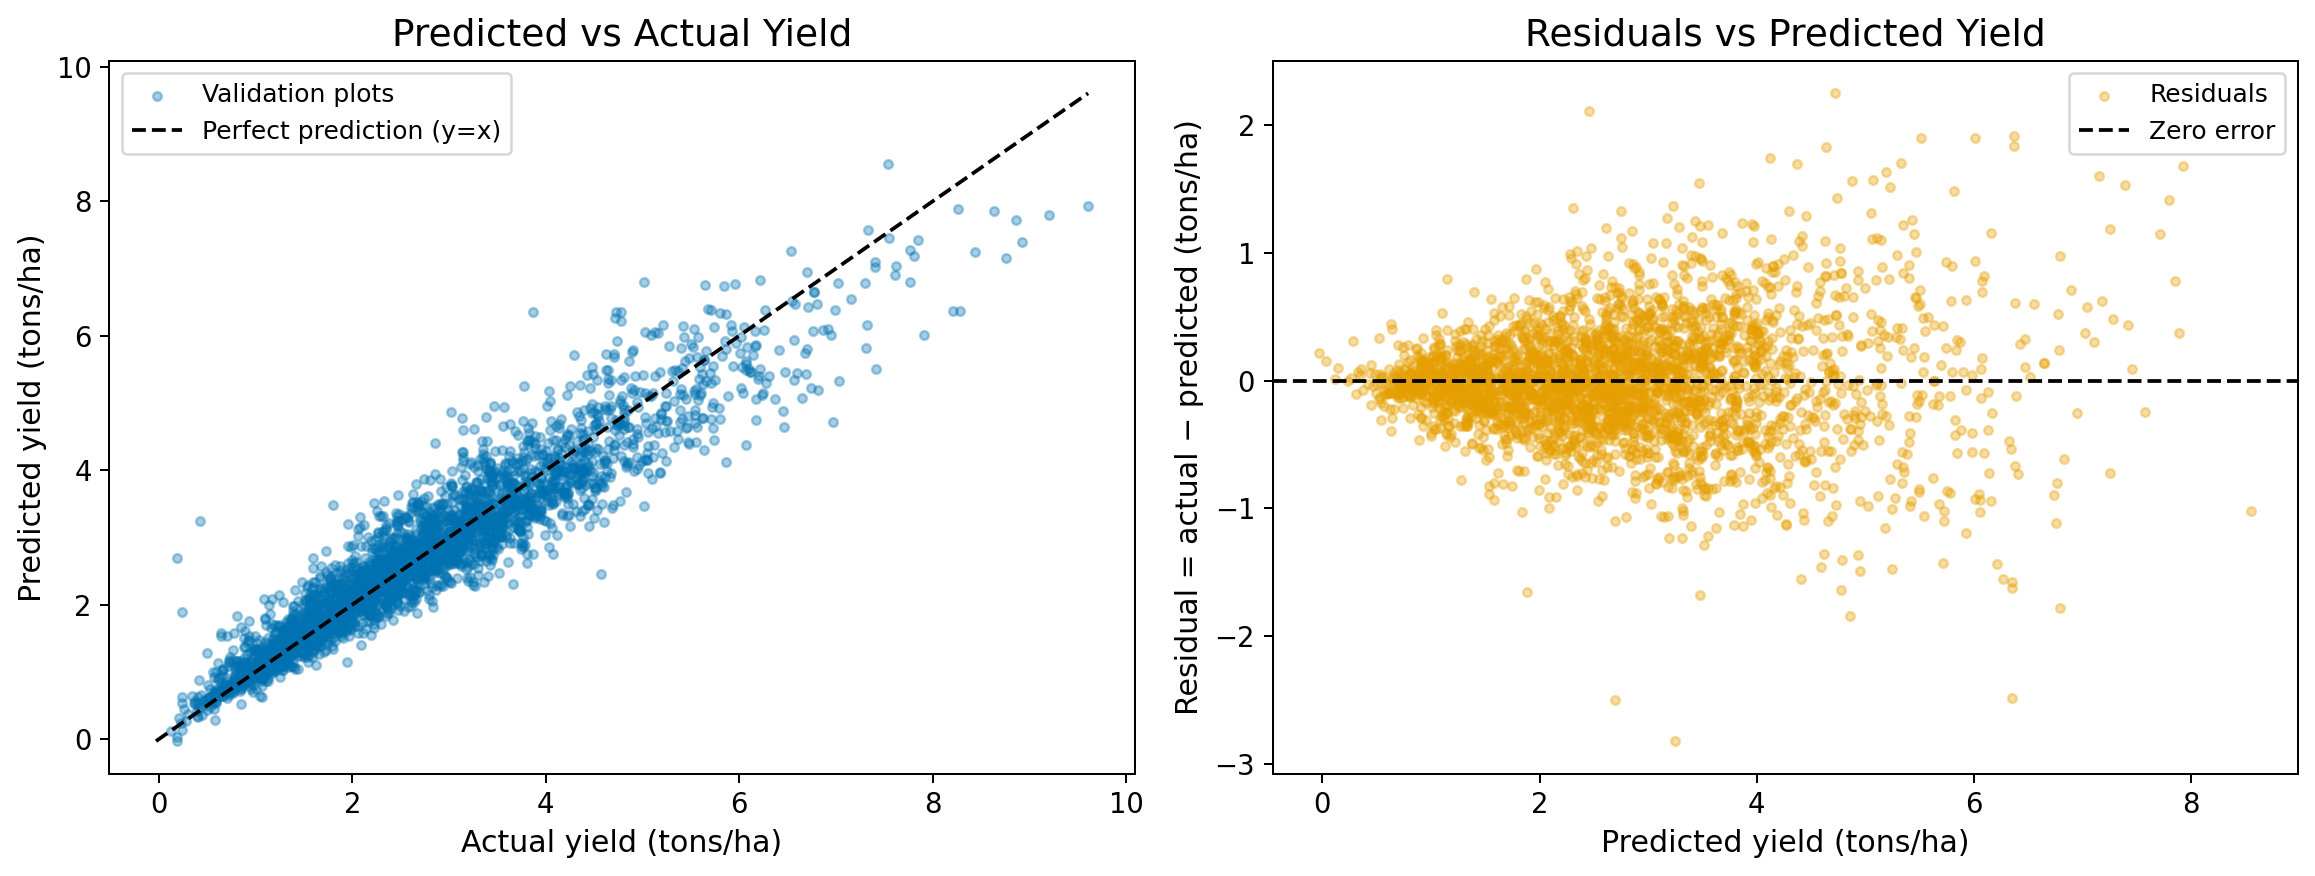 Predicted vs Actual Yield
Validation plots
Perfect prediction (y=x)
10
8
6
4
2
0
0
2
4
6
8
10
Predicted yield (tons/ha)
Actual yield (tons/ha)
Residuals vs Predicted Yield
Residuals
Zero error
2
1
0
−1
−2
−3
0
2
4
6
8
Residual = actual − predicted (tons/ha)
Predicted yield (tons/ha)